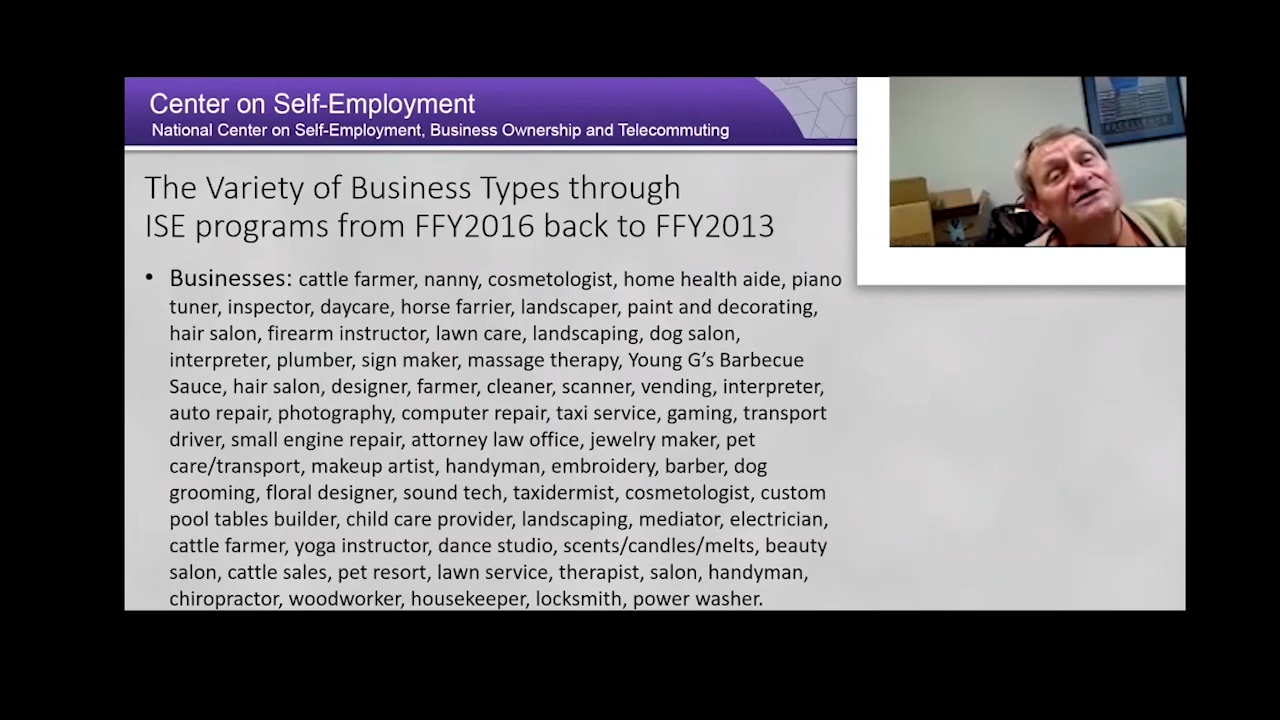 Center on Self-Employment
National Center on Self-Employment, Business Ownership and Telecommuting
The Variety of Business Types through
ISE programs from FFY2016 back to FFY2013
• Businesses: cattle farmer, nanny, cosmetologist, home health aide, piano
tuner, inspector, daycare, horse farrier, landscaper, paint and decorating,
hair salon, firearm instructor, lawn care, landscaping, dog salon,
interpreter, plumber, sign maker, massage therapy, Young G’s Barbecue
Sauce, hair salon, designer, farmer, cleaner, scanner, vending, interpreter,
auto repair, photography, computer repair, taxi service, gaming, transport
driver, small engine repair, attorney law office, jewelry maker, pet
care/transport, makeup artist, handyman, embroidery, barber, dog
grooming, floral designer, sound tech, taxidermist, cosmetologist, custom
pool tables builder, child care provider, landscaping, mediator, electrician,
cattle farmer, yoga instructor, dance studio, scents/candles/melts, beauty
salon, cattle sales, pet resort, lawn service, therapist, salon, handyman,
chiropractor, woodworker, housekeeper, locksmith, power washer.